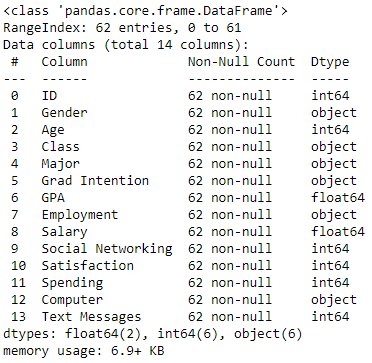 <class 'pandas.core.frame.DataFrame'>
RangeIndex: 62 entries, 0 to 61
Data columns (total 14 columns):
 #   Column             Non-Null Count  Dtype
---  ------             --------------  -----
 0   ID                 62 non-null     int64
 1   Gender             62 non-null     object
 2   Age                62 non-null     int64
 3   Class              62 non-null     object
 4   Major              62 non-null     object
 5   Grad Intention     62 non-null     object
 6   GPA                62 non-null     float64
 7   Employment         62 non-null     object
 8   Salary             62 non-null     float64
 9   Social Networking  62 non-null     int64
 10  Satisfaction       62 non-null     int64
 11  Spending           62 non-null     int64
 12  Computer           62 non-null     object
 13  Text Messages      62 non-null     int64
dtypes: float64(2), int64(6), object(6)
memory usage: 6.9+ KB